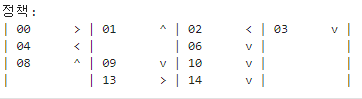 정책:
| 00 > | 01 ^ | 02 < | 03 v |
| 04 < | | 06 v | |
| 08 ^ | 09 v | 10 v | |
| | 13 > | 14 v | |